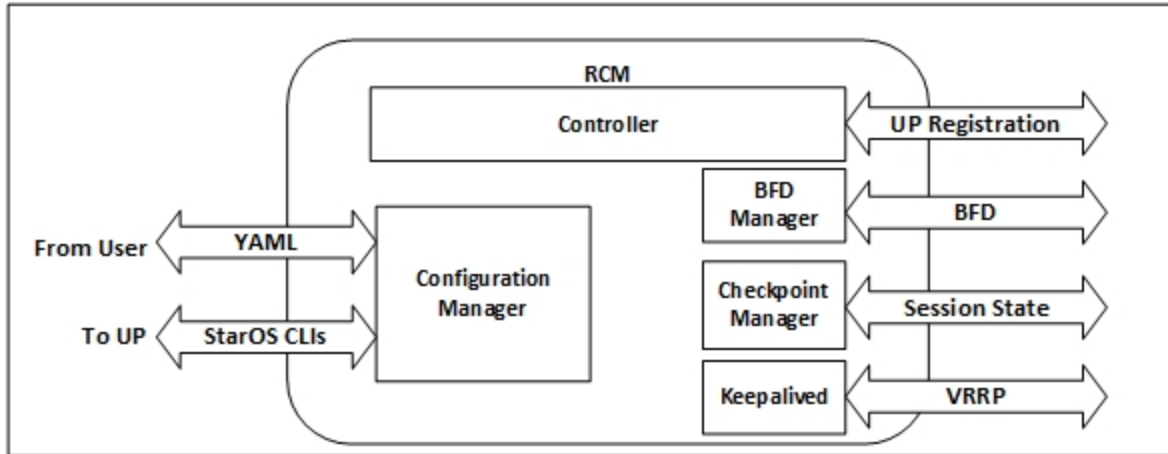 RCM
Controller
UP Registration
BFD
Manager
BFD
From User
YAML
Configuration
Manager
Checkpoint
Manager
Session State
To UP
StarOS CLIs
Keepalived
VRRP